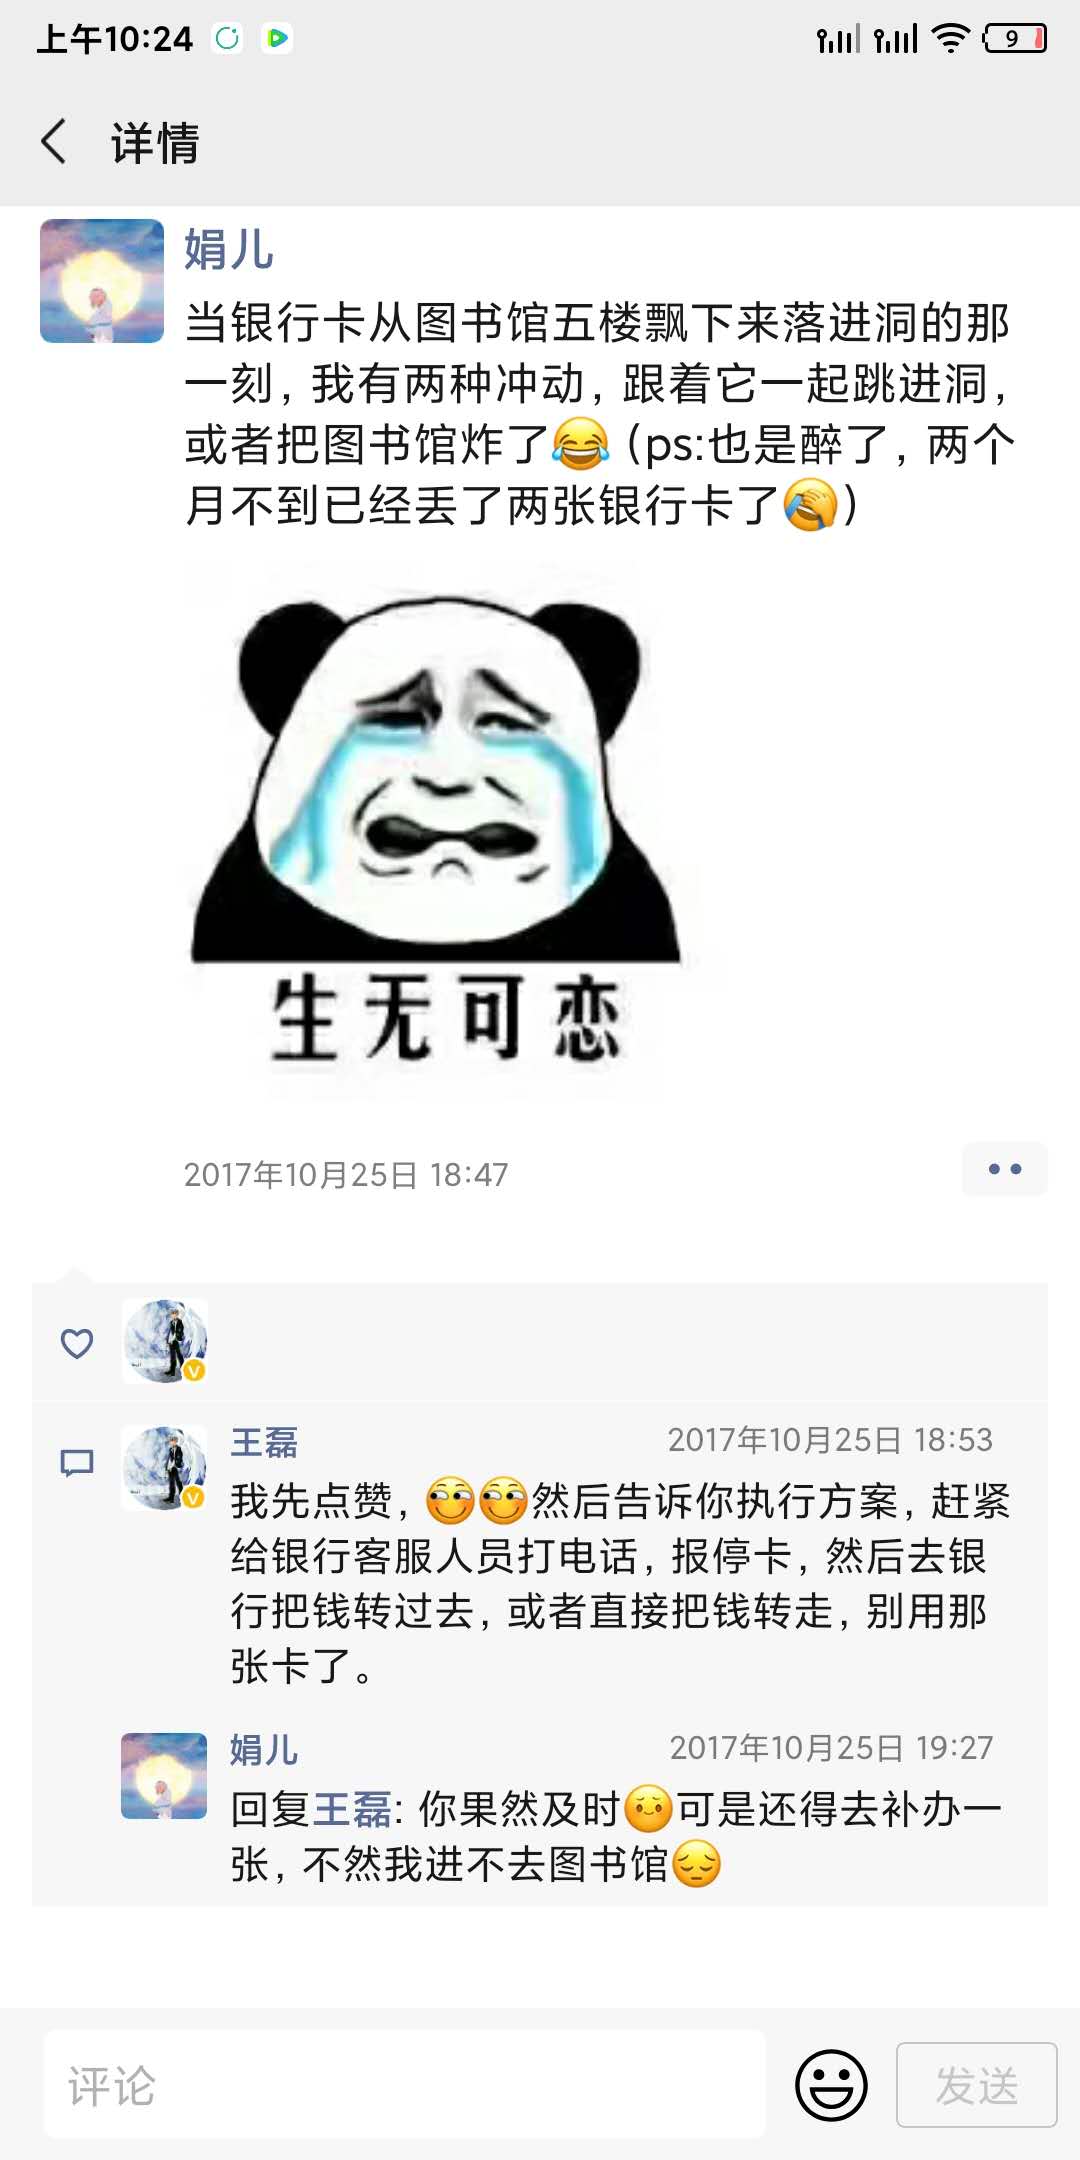 上午10:24
9
详情
娟儿
当银行卡从图书馆五楼飘下来落进洞的那
一刻，我有两种冲动，跟着它一起跳进洞，
或者把图书馆炸了😂（ps:也是醉了，两个
月不到已经丢了两张银行卡了🤦）
生无可恋
2017年10月25日 18:47
王磊
2017年10月25日 18:53
我先点赞，然后告诉你执行方案，赶紧
给银行客服人员打电话，报停卡，然后去银
行把钱转过去，或者直接把钱转走，别用那
张卡了。
娟儿
2017年10月25日 19:27
回复王磊: 你果然及时可是还得去补办一
张，不然我进不去图书馆😔
评论
发送